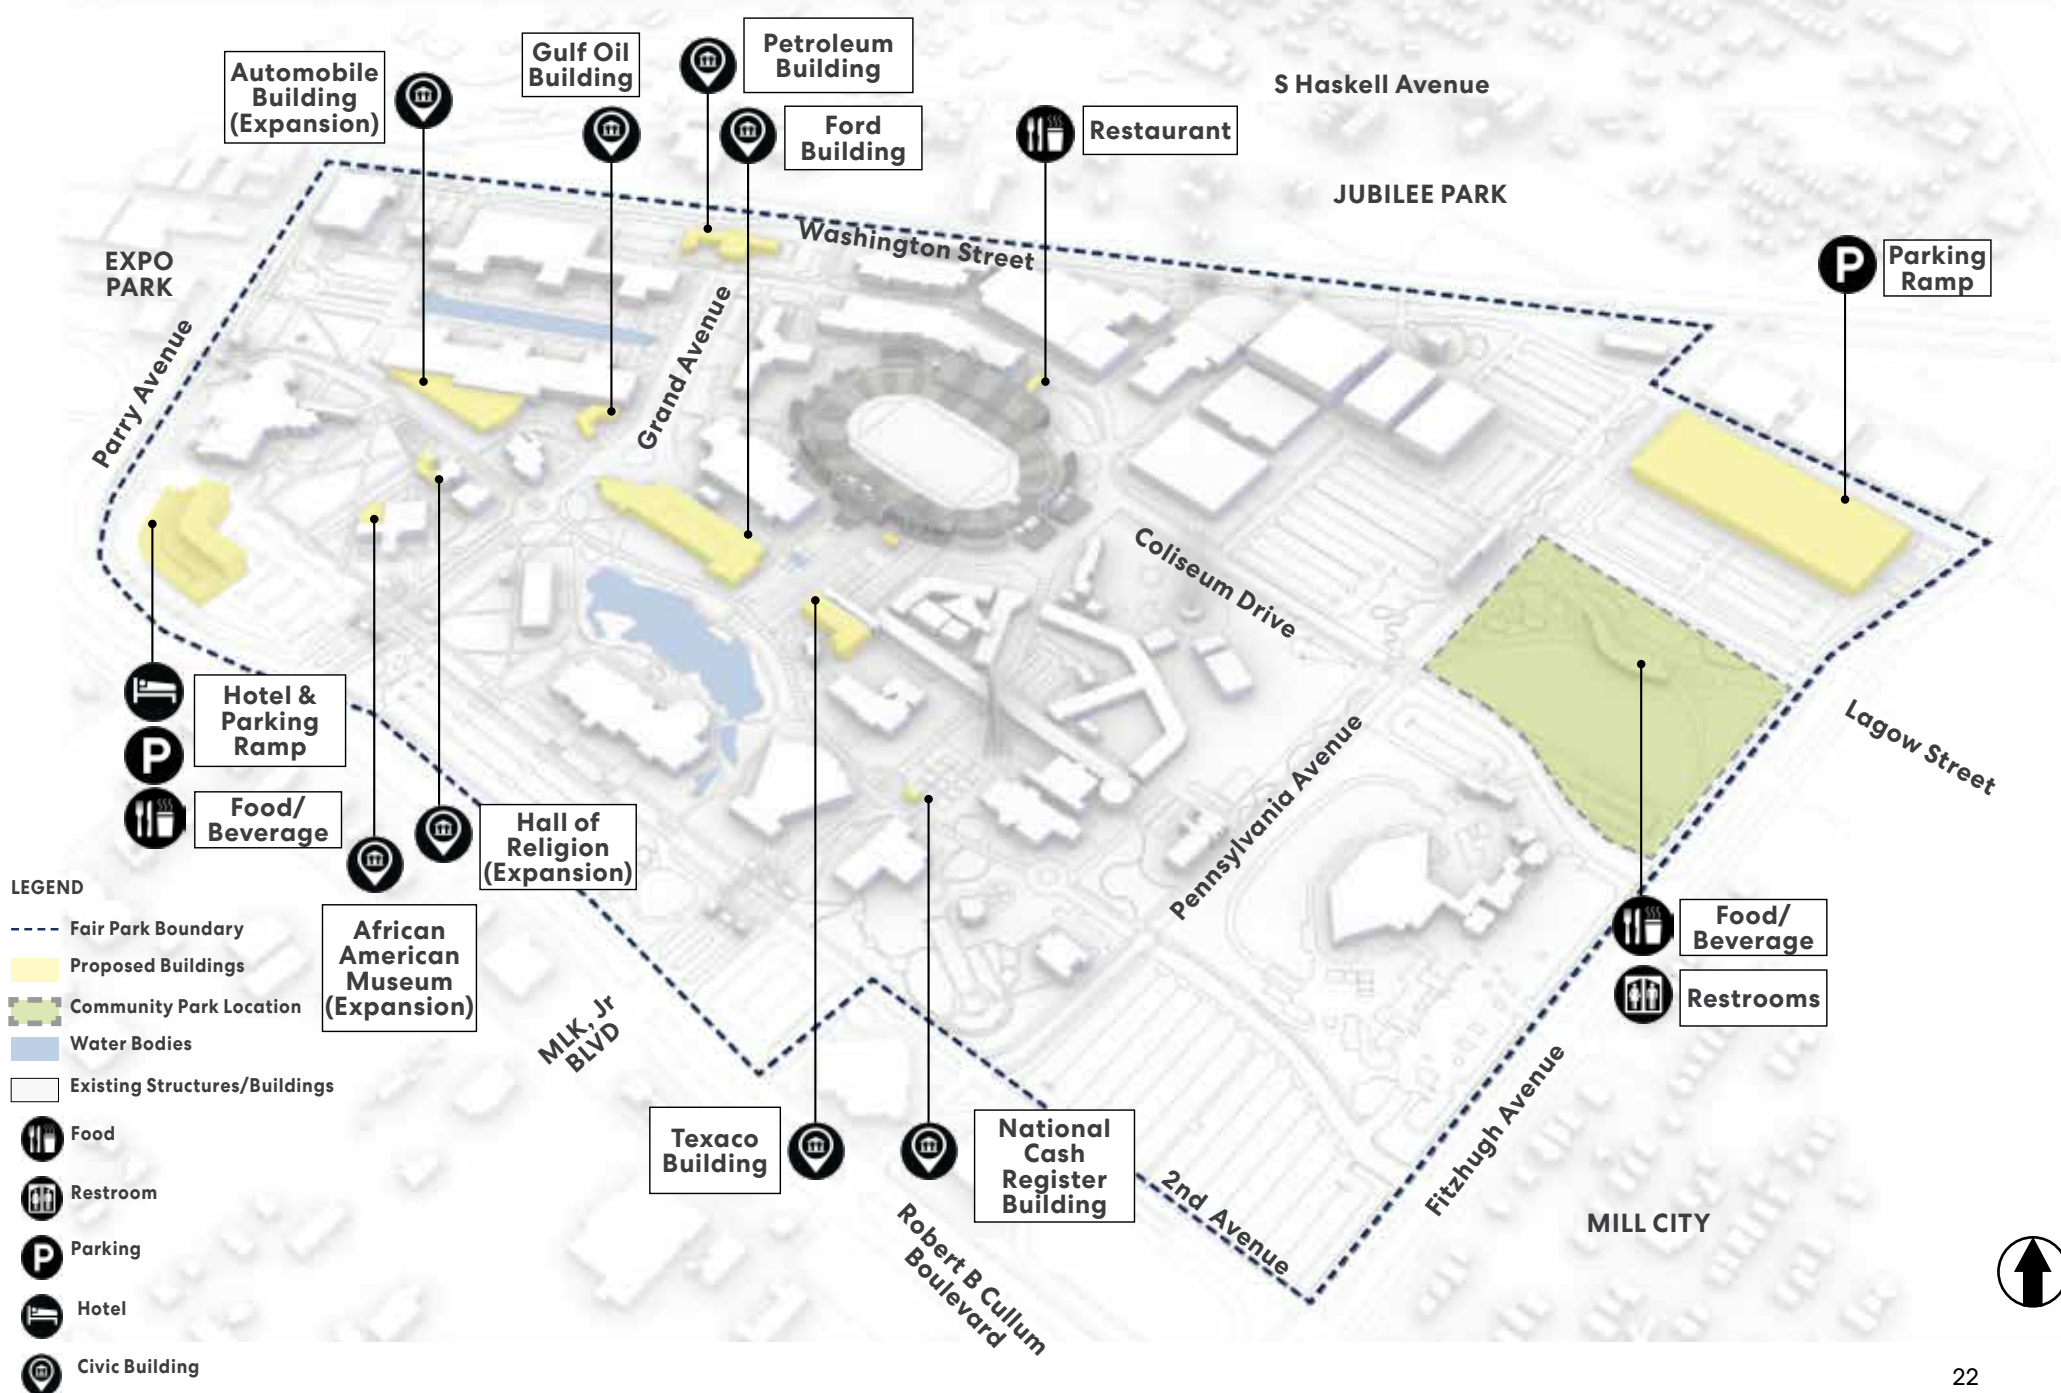 Automobile
Building
(Expansion)
Gulf Oil
Building
Petroleum
Building
Ford
Building
Restaurant
S Haskell Avenue
JUBILEE PARK
EXPO
PARK
Washington Street
Parking
Ramp
P
Parry Avenue
Grand Avenue
Coliseum Drive
Hotel &
Parking
Ramp
P
Food/
Beverage
Hall of
Religion
(Expansion)
African
American
Museum
(Expansion)
Pennsylvania Avenue
Lagow Street
Food/
Beverage
Restrooms
MLK, Jr
BLVD
Texaco
Building
National
Cash
Register
Building
Robert B Cullum
Boulevard
2nd Avenue
Fitzhugh Avenue
MILL CITY
LEGEND
Fair Park Boundary
Proposed Buildings
Community Park Location
Water Bodies
Existing Structures/Buildings
Food
Restroom
P
Parking
Hotel
Civic Building
22